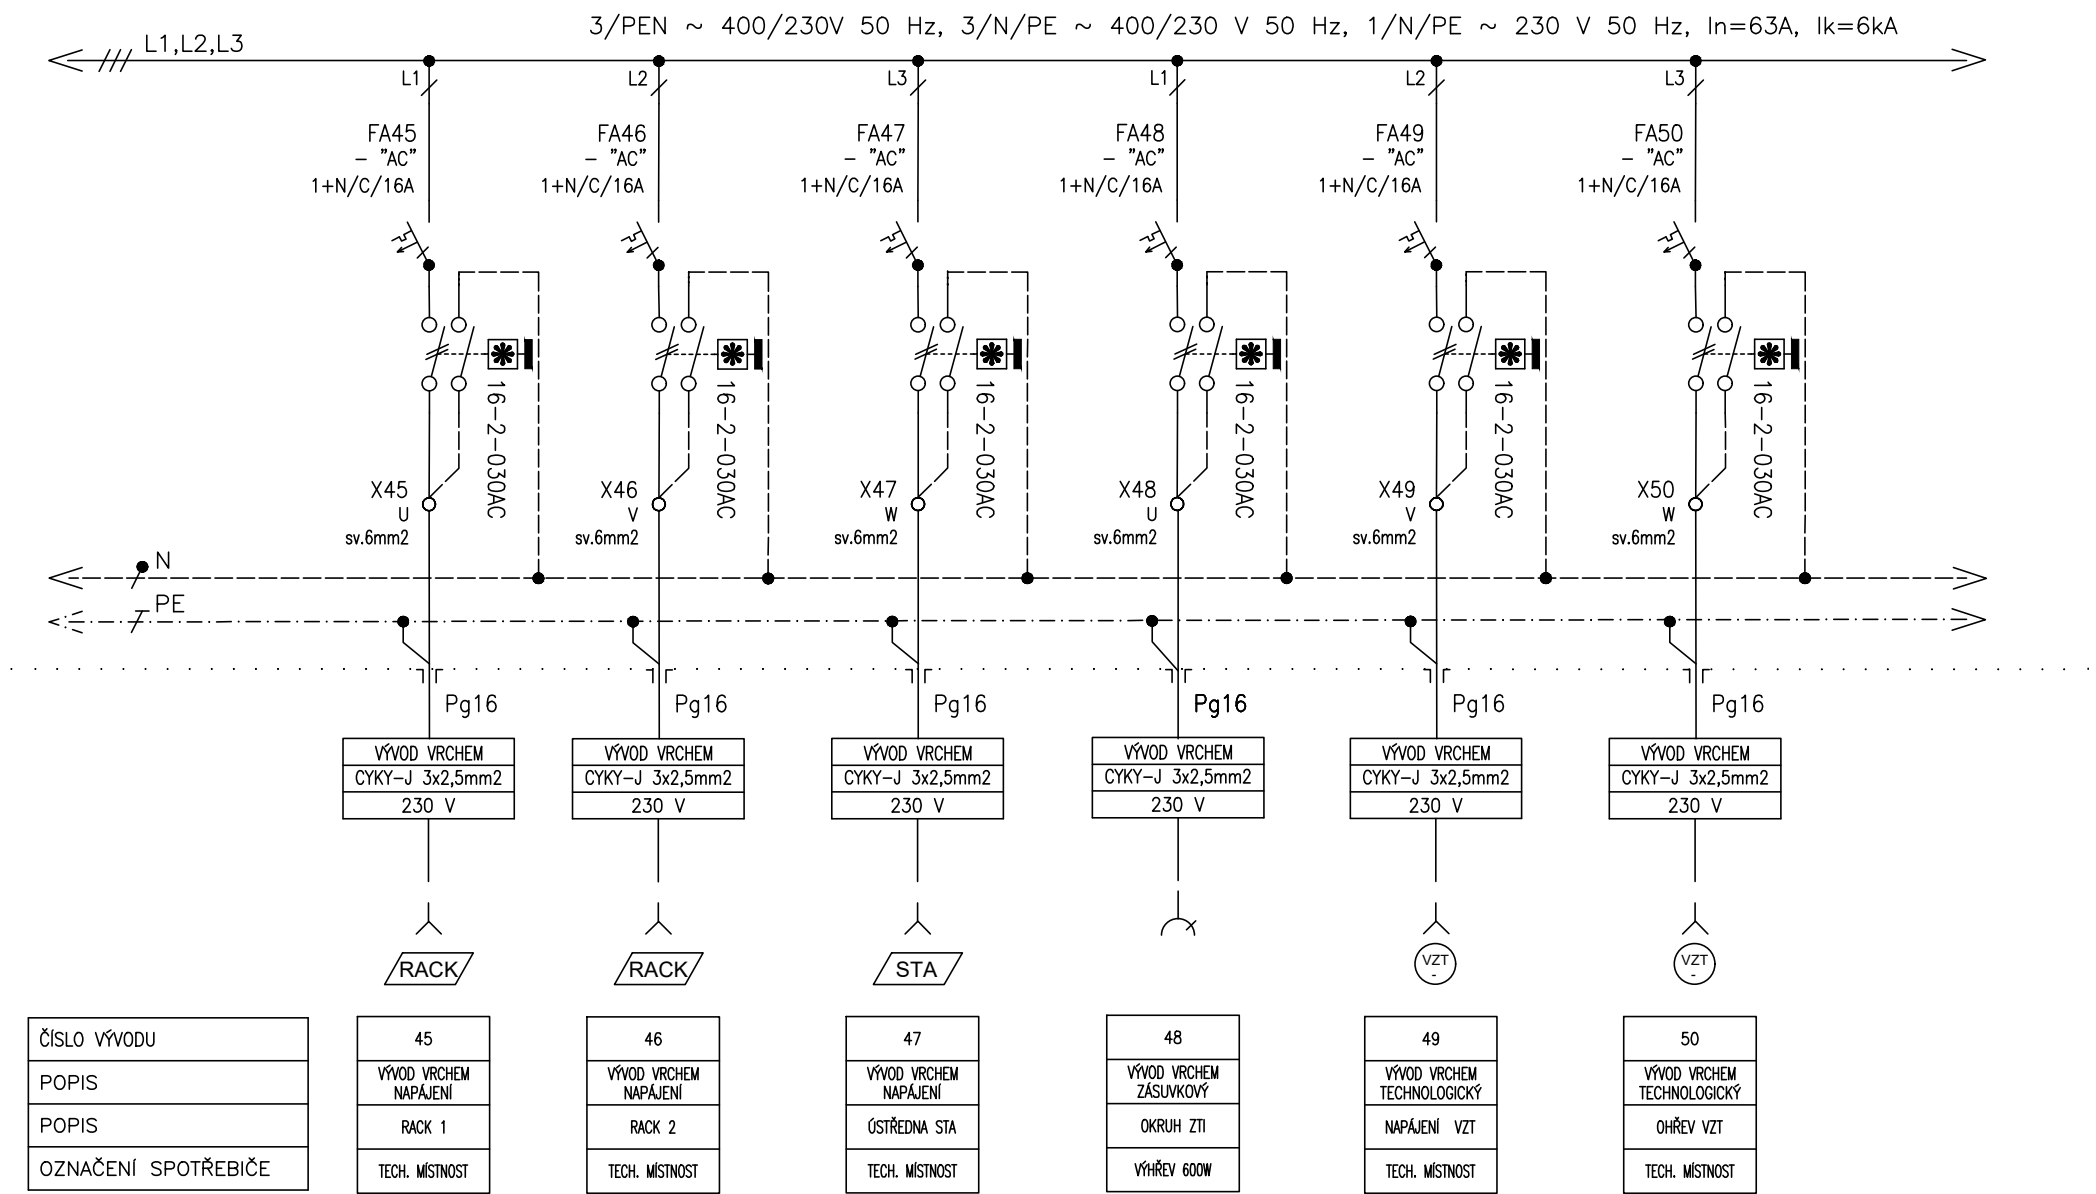 3/PEN ~ 400/230V 50 Hz, 3/N/PE ~ 400/230 V 50 Hz, 1/N/PE ~ 230 V 50 Hz, In=63A, Ik=6kA
L1,L2,L3
L1 L2 L3 L1 L2 L3
FA45 FA46 FA47 FA48 FA49 FA50
– "AC" – "AC" – "AC" – "AC" – "AC" – "AC"
1+N/C/16A 1+N/C/16A 1+N/C/16A 1+N/C/16A 1+N/C/16A 1+N/C/16A
16-2-030AC 16-2-030AC 16-2-030AC 16-2-030AC 16-2-030AC 16-2-030AC
X45 X46 X47 X48 X49 X50
U V W U V W
sv.6mm2 sv.6mm2 sv.6mm2 sv.6mm2 sv.6mm2 sv.6mm2
N
PE
Pg16 Pg16 Pg16 Pg16 Pg16 Pg16
VÝVOD VRCHEM VÝVOD VRCHEM VÝVOD VRCHEM VÝVOD VRCHEM VÝVOD VRCHEM VÝVOD VRCHEM
CYKY-J 3x2,5mm2 CYKY-J 3x2,5mm2 CYKY-J 3x2,5mm2 CYKY-J 3x2,5mm2 CYKY-J 3x2,5mm2 CYKY-J 3x2,5mm2
230 V 230 V 230 V 230 V 230 V 230 V
RACK RACK STA VZT VZT
- -
ČÍSLO VÝVODU 45 46 47 48 49 50
POPIS VÝVOD VRCHEM VÝVOD VRCHEM VÝVOD VRCHEM VÝVOD VRCHEM VÝVOD VRCHEM VÝVOD VRCHEM
NAPÁJENÍ NAPÁJENÍ NAPÁJENÍ ZÁSUVKOVÝ TECHNOLOGICKÝ TECHNOLOGICKÝ
POPIS RACK 1 RACK 2 ÚSTŘEDNA STA OKRUH ZTI NAPÁJENÍ VZT OHŘEV VZT
OZNAČENÍ SPOTŘEBIČE TECH. MÍSTNOST TECH. MÍSTNOST TECH. MÍSTNOST VÝHŘEV 600W TECH. MÍSTNOST TECH. MÍSTNOST